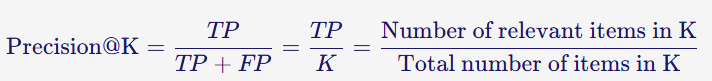 Precision@K = TP / (TP + FP) = TP / K = Number of relevant items in K / Total number of items in K